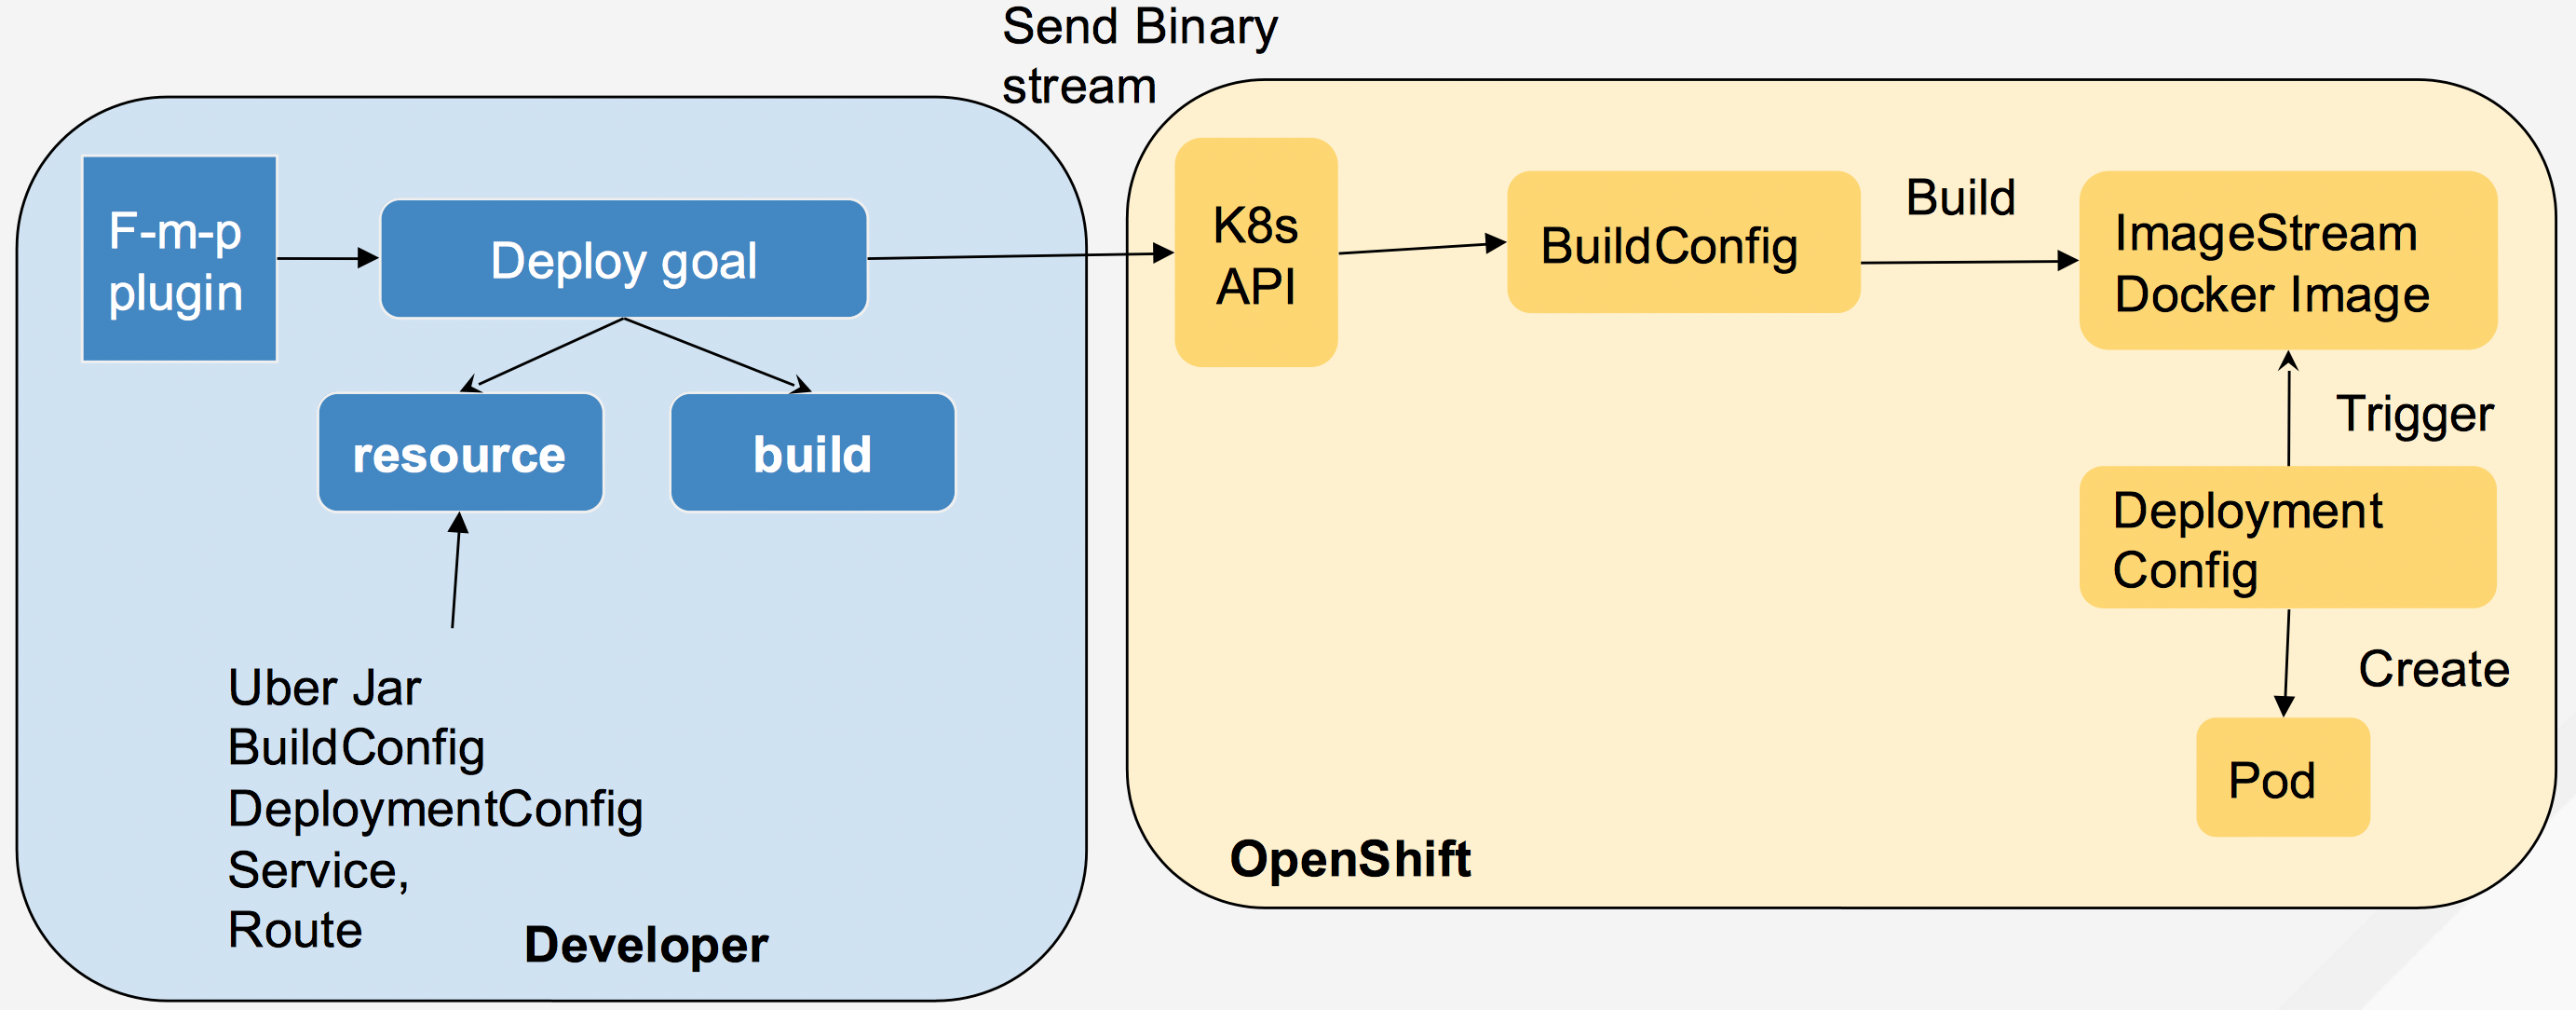 Send Binary
stream
F-m-p
plugin
Deploy goal
resource
build
Uber Jar
BuildConfig
DeploymentConfig
Service,
Route
Developer
K8s
API
BuildConfig
Build
ImageStream
Docker Image
Trigger
Deployment
Config
Create
Pod
OpenShift